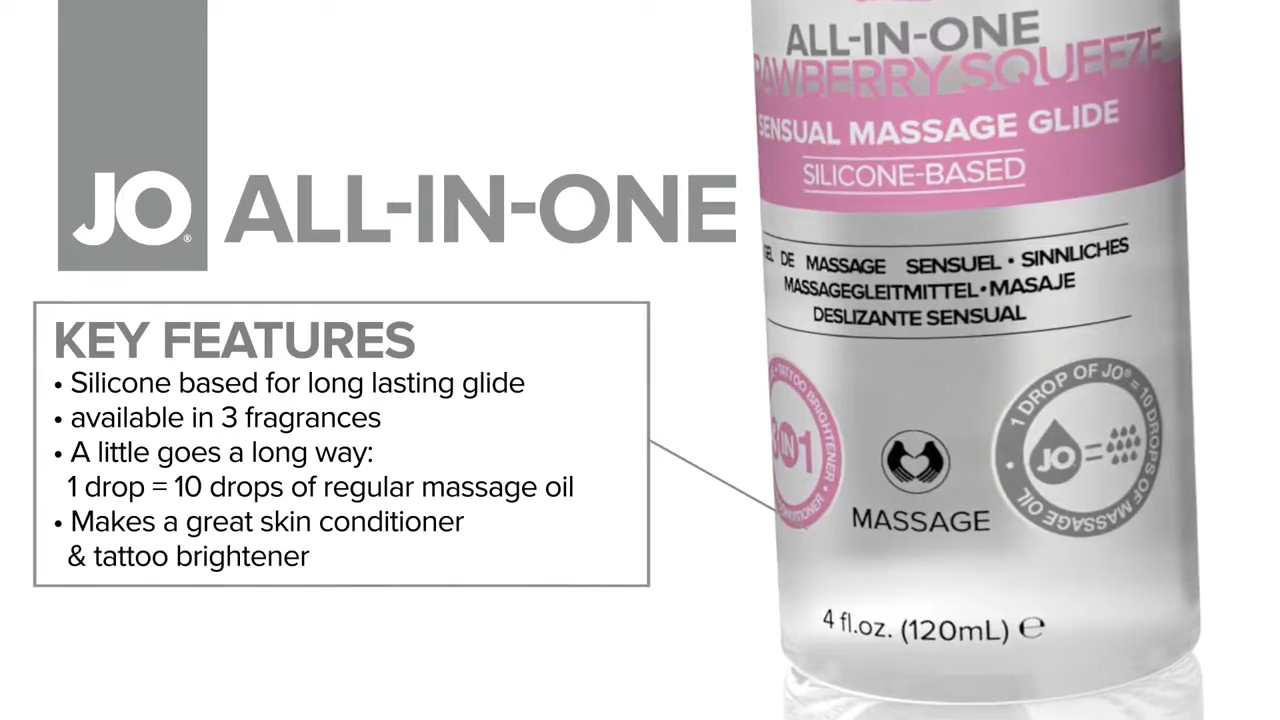 JO® ALL-IN-ONE
KEY FEATURES
• Silicone based for long lasting glide
• available in 3 fragrances
• A little goes a long way:
1 drop = 10 drops of regular massage oil
• Makes a great skin conditioner
& tattoo brightener
ALL-IN-ONE
RAWBERRY SQUEEZE
SENSUAL MASSAGE GLIDE
SILICONE-BASED
GEL DE MASSAGE SENSUEL • SINNLICHES
MASSAGEGLEITMITTEL • MASAJE
DESLIZANTE SENSUAL
• TATTOO BRIGHTENER •
3 IN 1
CONDITIONER
MASSAGE
1 DROP OF JO® = 10 DROPS OF MASSAGE OIL •
JO =
4 fl.oz. (120mL) ℮